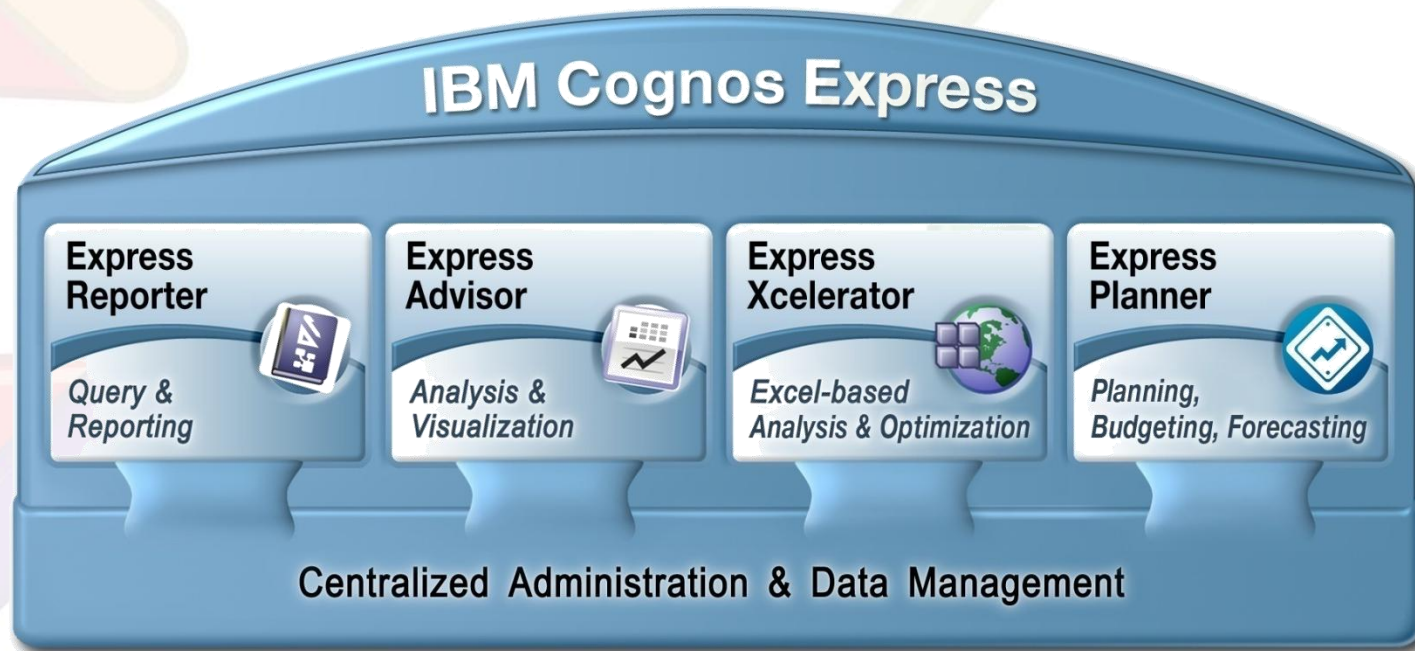 IBM Cognos Express
Express
Reporter
Query &
Reporting
Express
Advisor
Analysis &
Visualization
Express
Xcelerator
Excel-based
Analysis & Optimization
Express
Planner
Planning,
Budgeting, Forecasting
Centralized Administration & Data Management